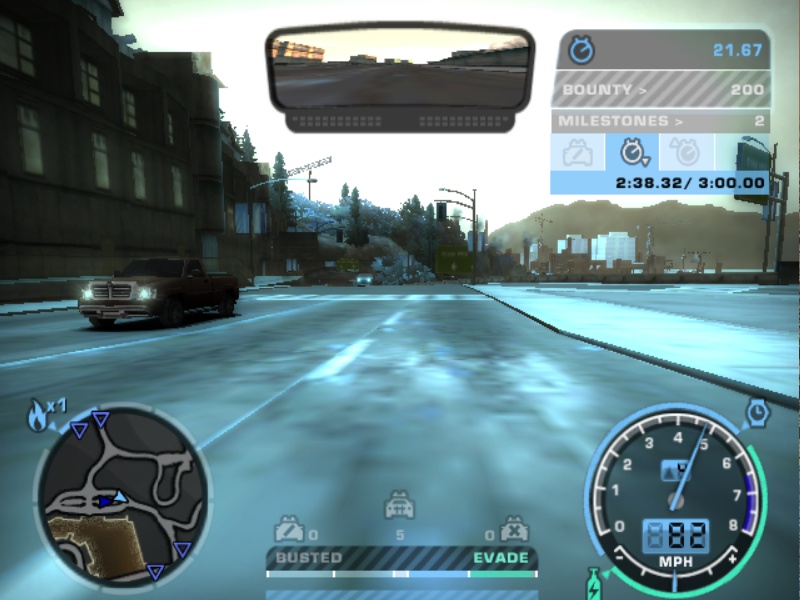 21.67
BOUNTY > 200
MILESTONES > 2
2:38.32/ 3:00.00
x1
0 5 0
BUSTED EVADE
0 1 2 3 4 5 6 7 8
4
82
MPH
- +